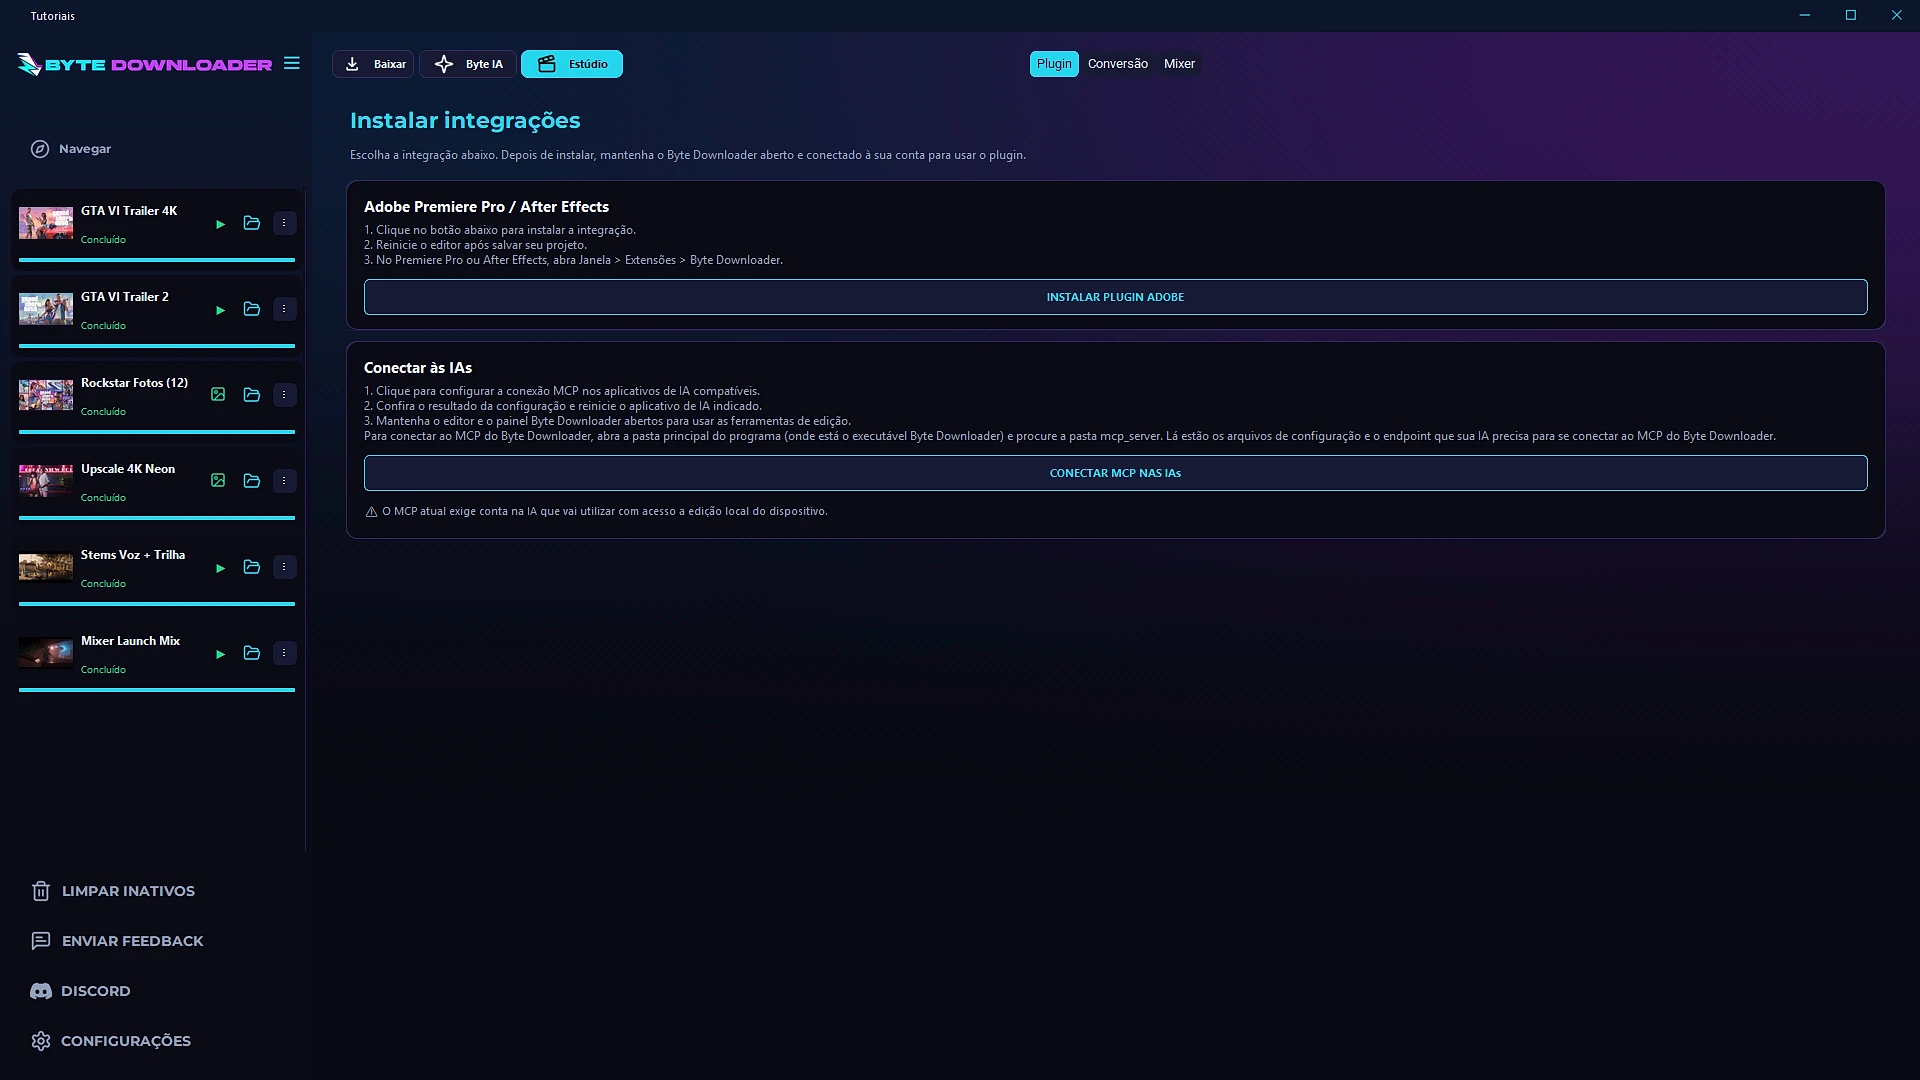 Tutoriais
BYTE DOWNLOADER
Baixar
Byte IA
Estúdio
Plugin
Conversão
Mixer
Navegar
GTA VI Trailer 4K
Concluído
GTA VI Trailer 2
Concluído
Rockstar Fotos (12)
Concluído
Upscale 4K Neon
Concluído
Stems Voz + Trilha
Concluído
Mixer Launch Mix
Concluído
LIMPAR INATIVOS
ENVIAR FEEDBACK
DISCORD
CONFIGURAÇÕES
Instalar integrações
Escolha a integração abaixo. Depois de instalar, mantenha o Byte Downloader aberto e conectado à sua conta para usar o plugin.
Adobe Premiere Pro / After Effects
1. Clique no botão abaixo para instalar a integração.
2. Reinicie o editor após salvar seu projeto.
3. No Premiere Pro ou After Effects, abra Janela > Extensões > Byte Downloader.
INSTALAR PLUGIN ADOBE
Conectar às IAs
1. Clique para configurar a conexão MCP nos aplicativos de IA compatíveis.
2. Confira o resultado da configuração e reinicie o aplicativo de IA indicado.
3. Mantenha o editor e o painel Byte Downloader abertos para usar as ferramentas de edição.
Para conectar ao MCP do Byte Downloader, abra a pasta principal do programa (onde está o executável Byte Downloader) e procure a pasta mcp_server. Lá estão os arquivos de configuração e o endpoint que sua IA precisa para se conectar ao MCP do Byte Downloader.
CONECTAR MCP NAS IAs
⚠ O MCP atual exige conta na IA que vai utilizar com acesso a edição local do dispositivo.